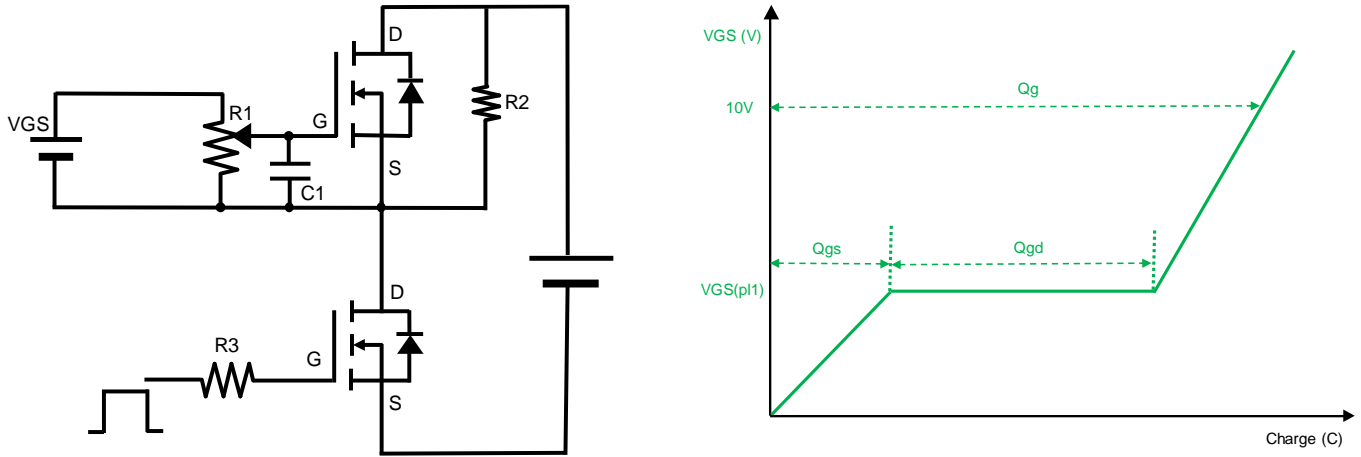 D
R1
R2
VGS
G
S
C1
D
R3
G
S
VGS (V)
Qg
10V
Qgs
Qgd
VGS(pl1)
Charge (C)